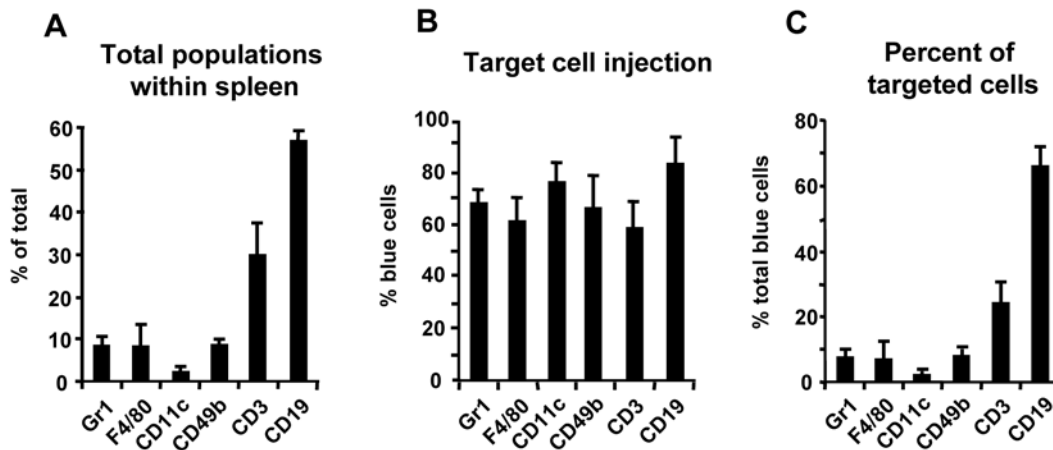 A
Total populations
within spleen
% of total
60
50
40
30
20
10
0
Gr1
F4/80
CD11c
CD49b
CD3
CD19
B
Target cell injection
% blue cells
100
80
60
40
20
0
Gr1
F4/80
CD11c
CD49b
CD3
CD19
C
Percent of
targeted cells
% total blue cells
80
60
40
20
0
Gr1
F4/80
CD11c
CD49b
CD3
CD19